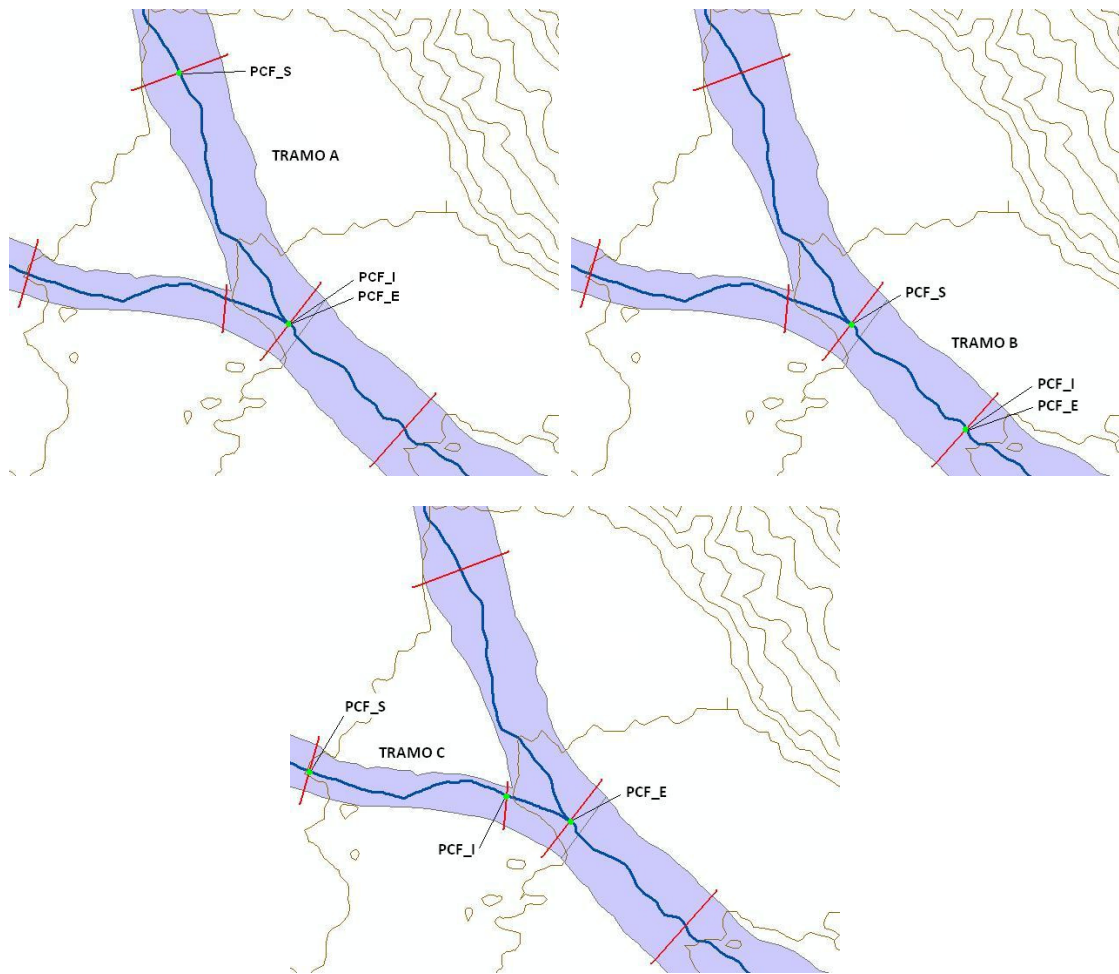 PCF_S
TRAMO A
PCF_I
PCF_E
PCF_S
TRAMO B
PCF_I
PCF_E
PCF_S
TRAMO C
PCF_E
PCF_I